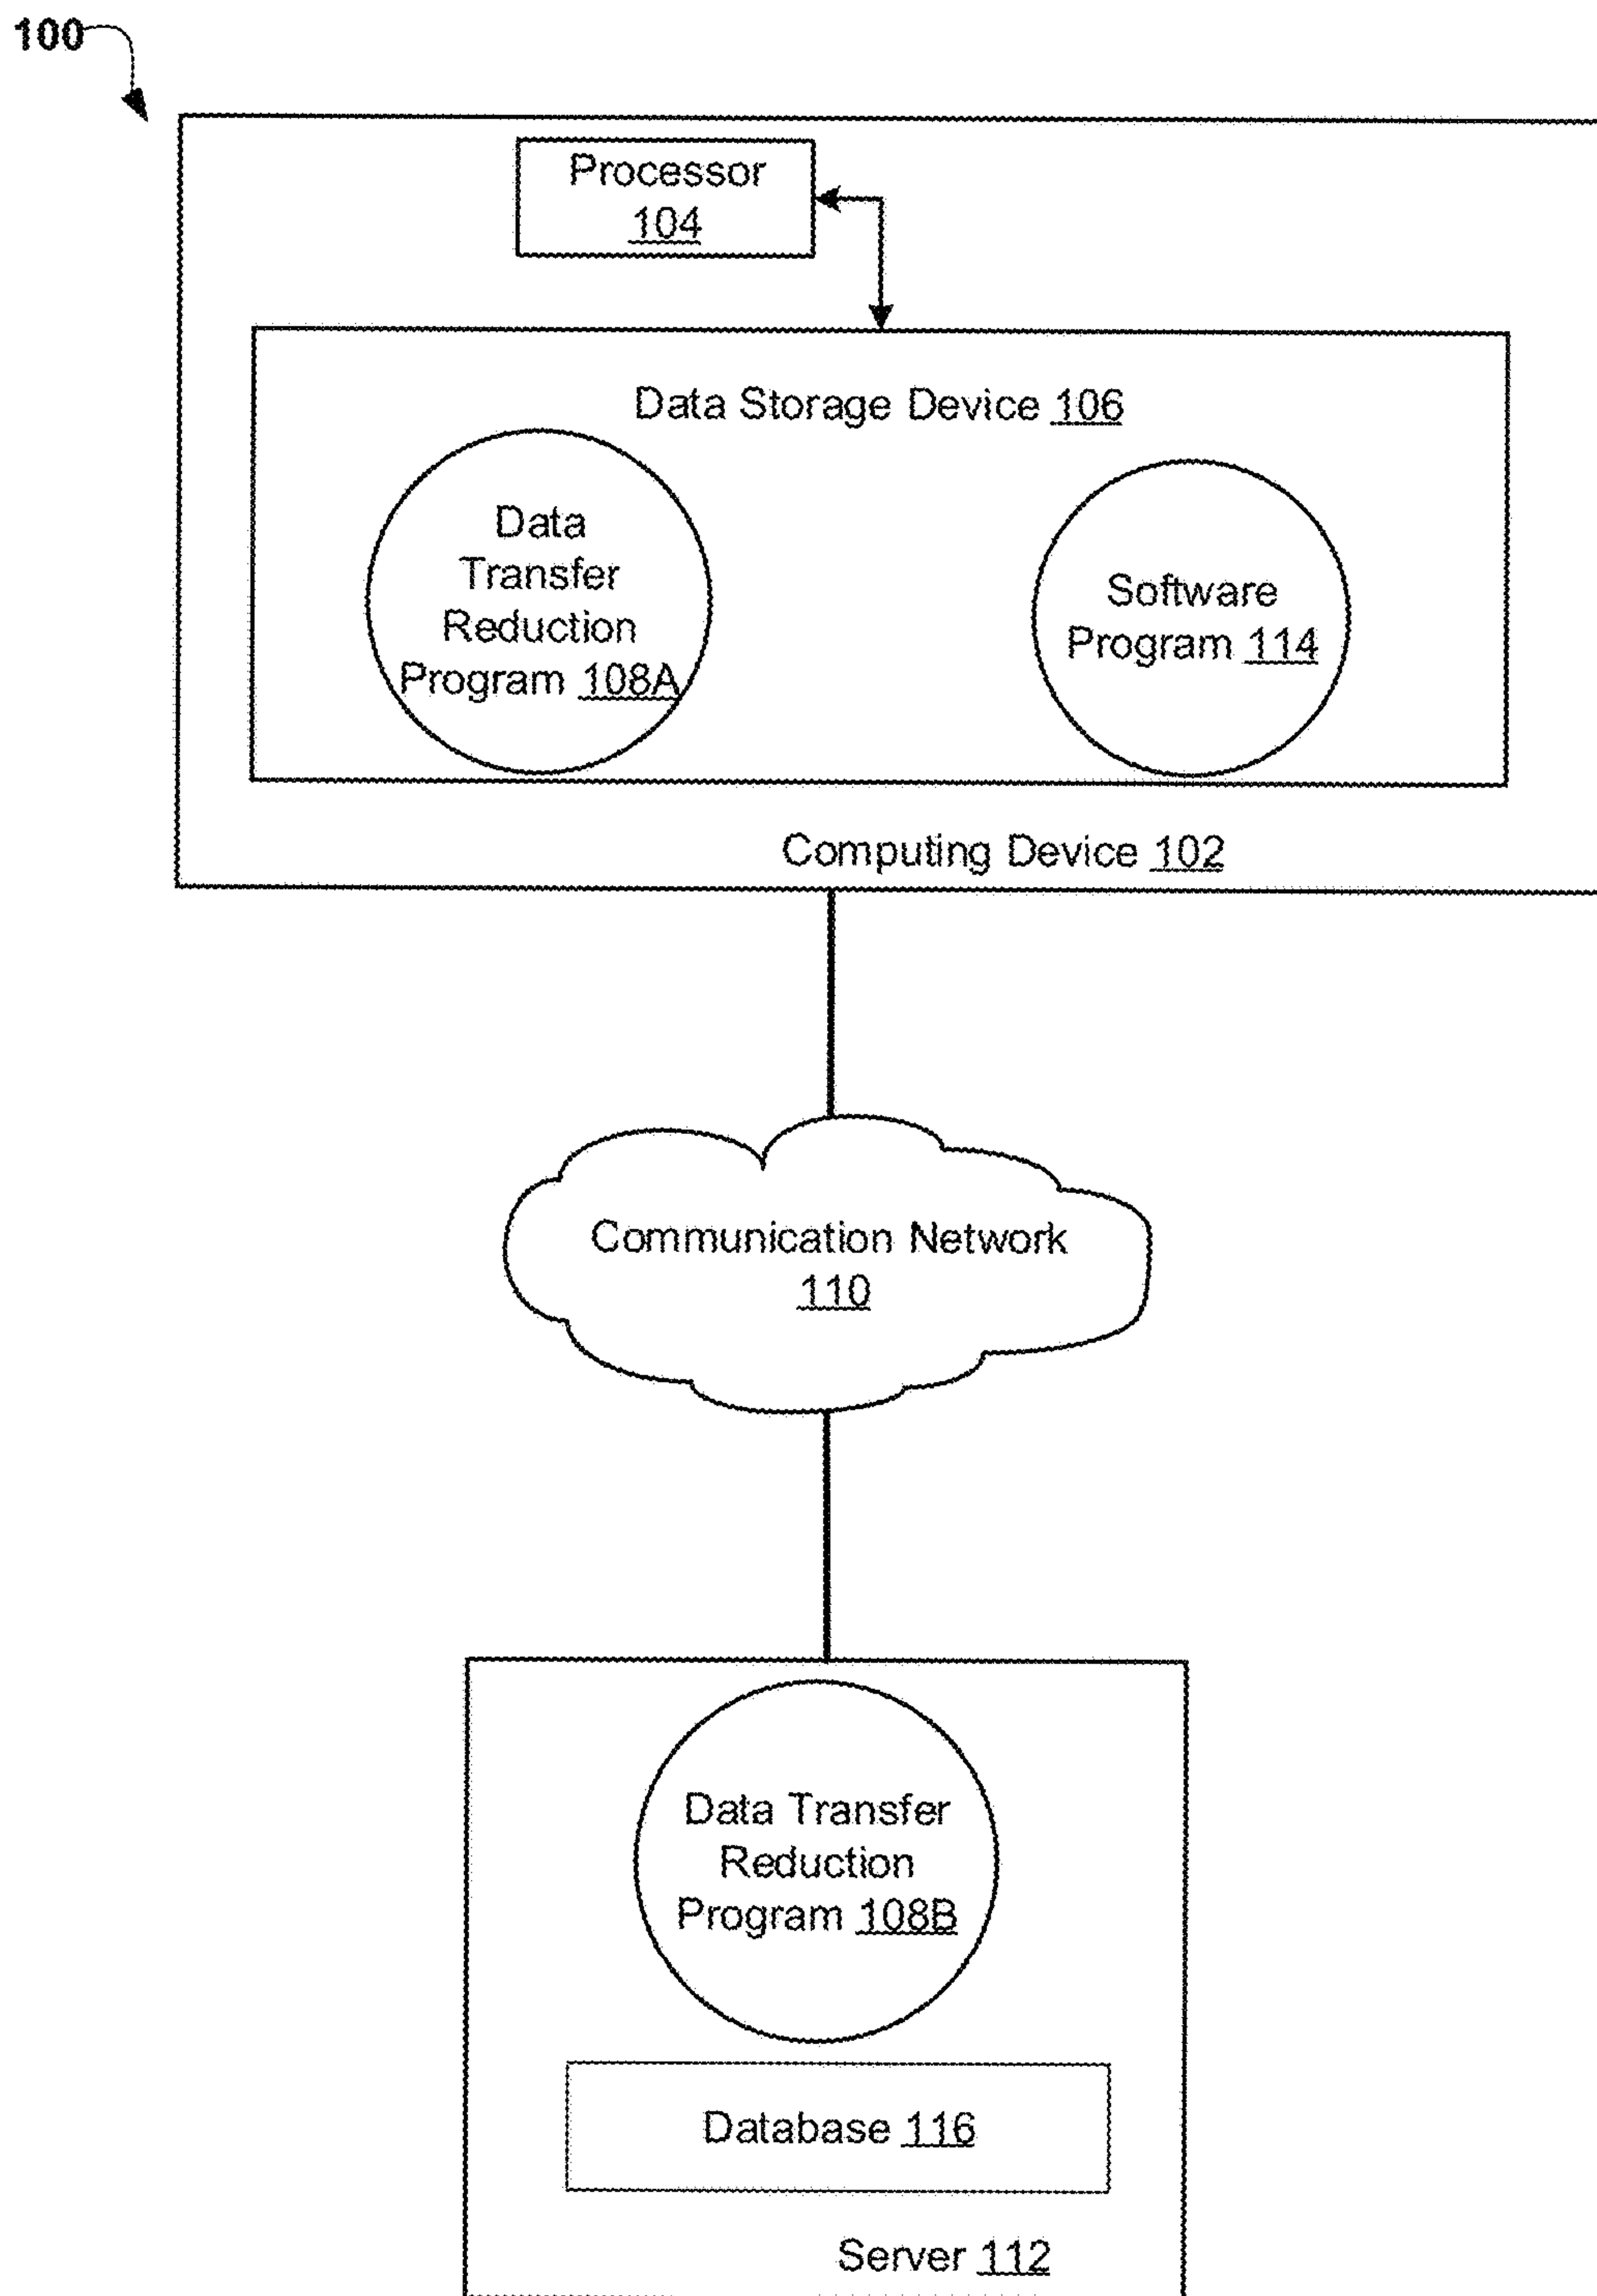 100
Processor
104
Data Storage Device 106
Data
Transfer
Reduction
Program 108A
Software
Program 114
Computing Device 102
Communication Network
110
Data Transfer
Reduction
Program 108B
Database 116
Server 112